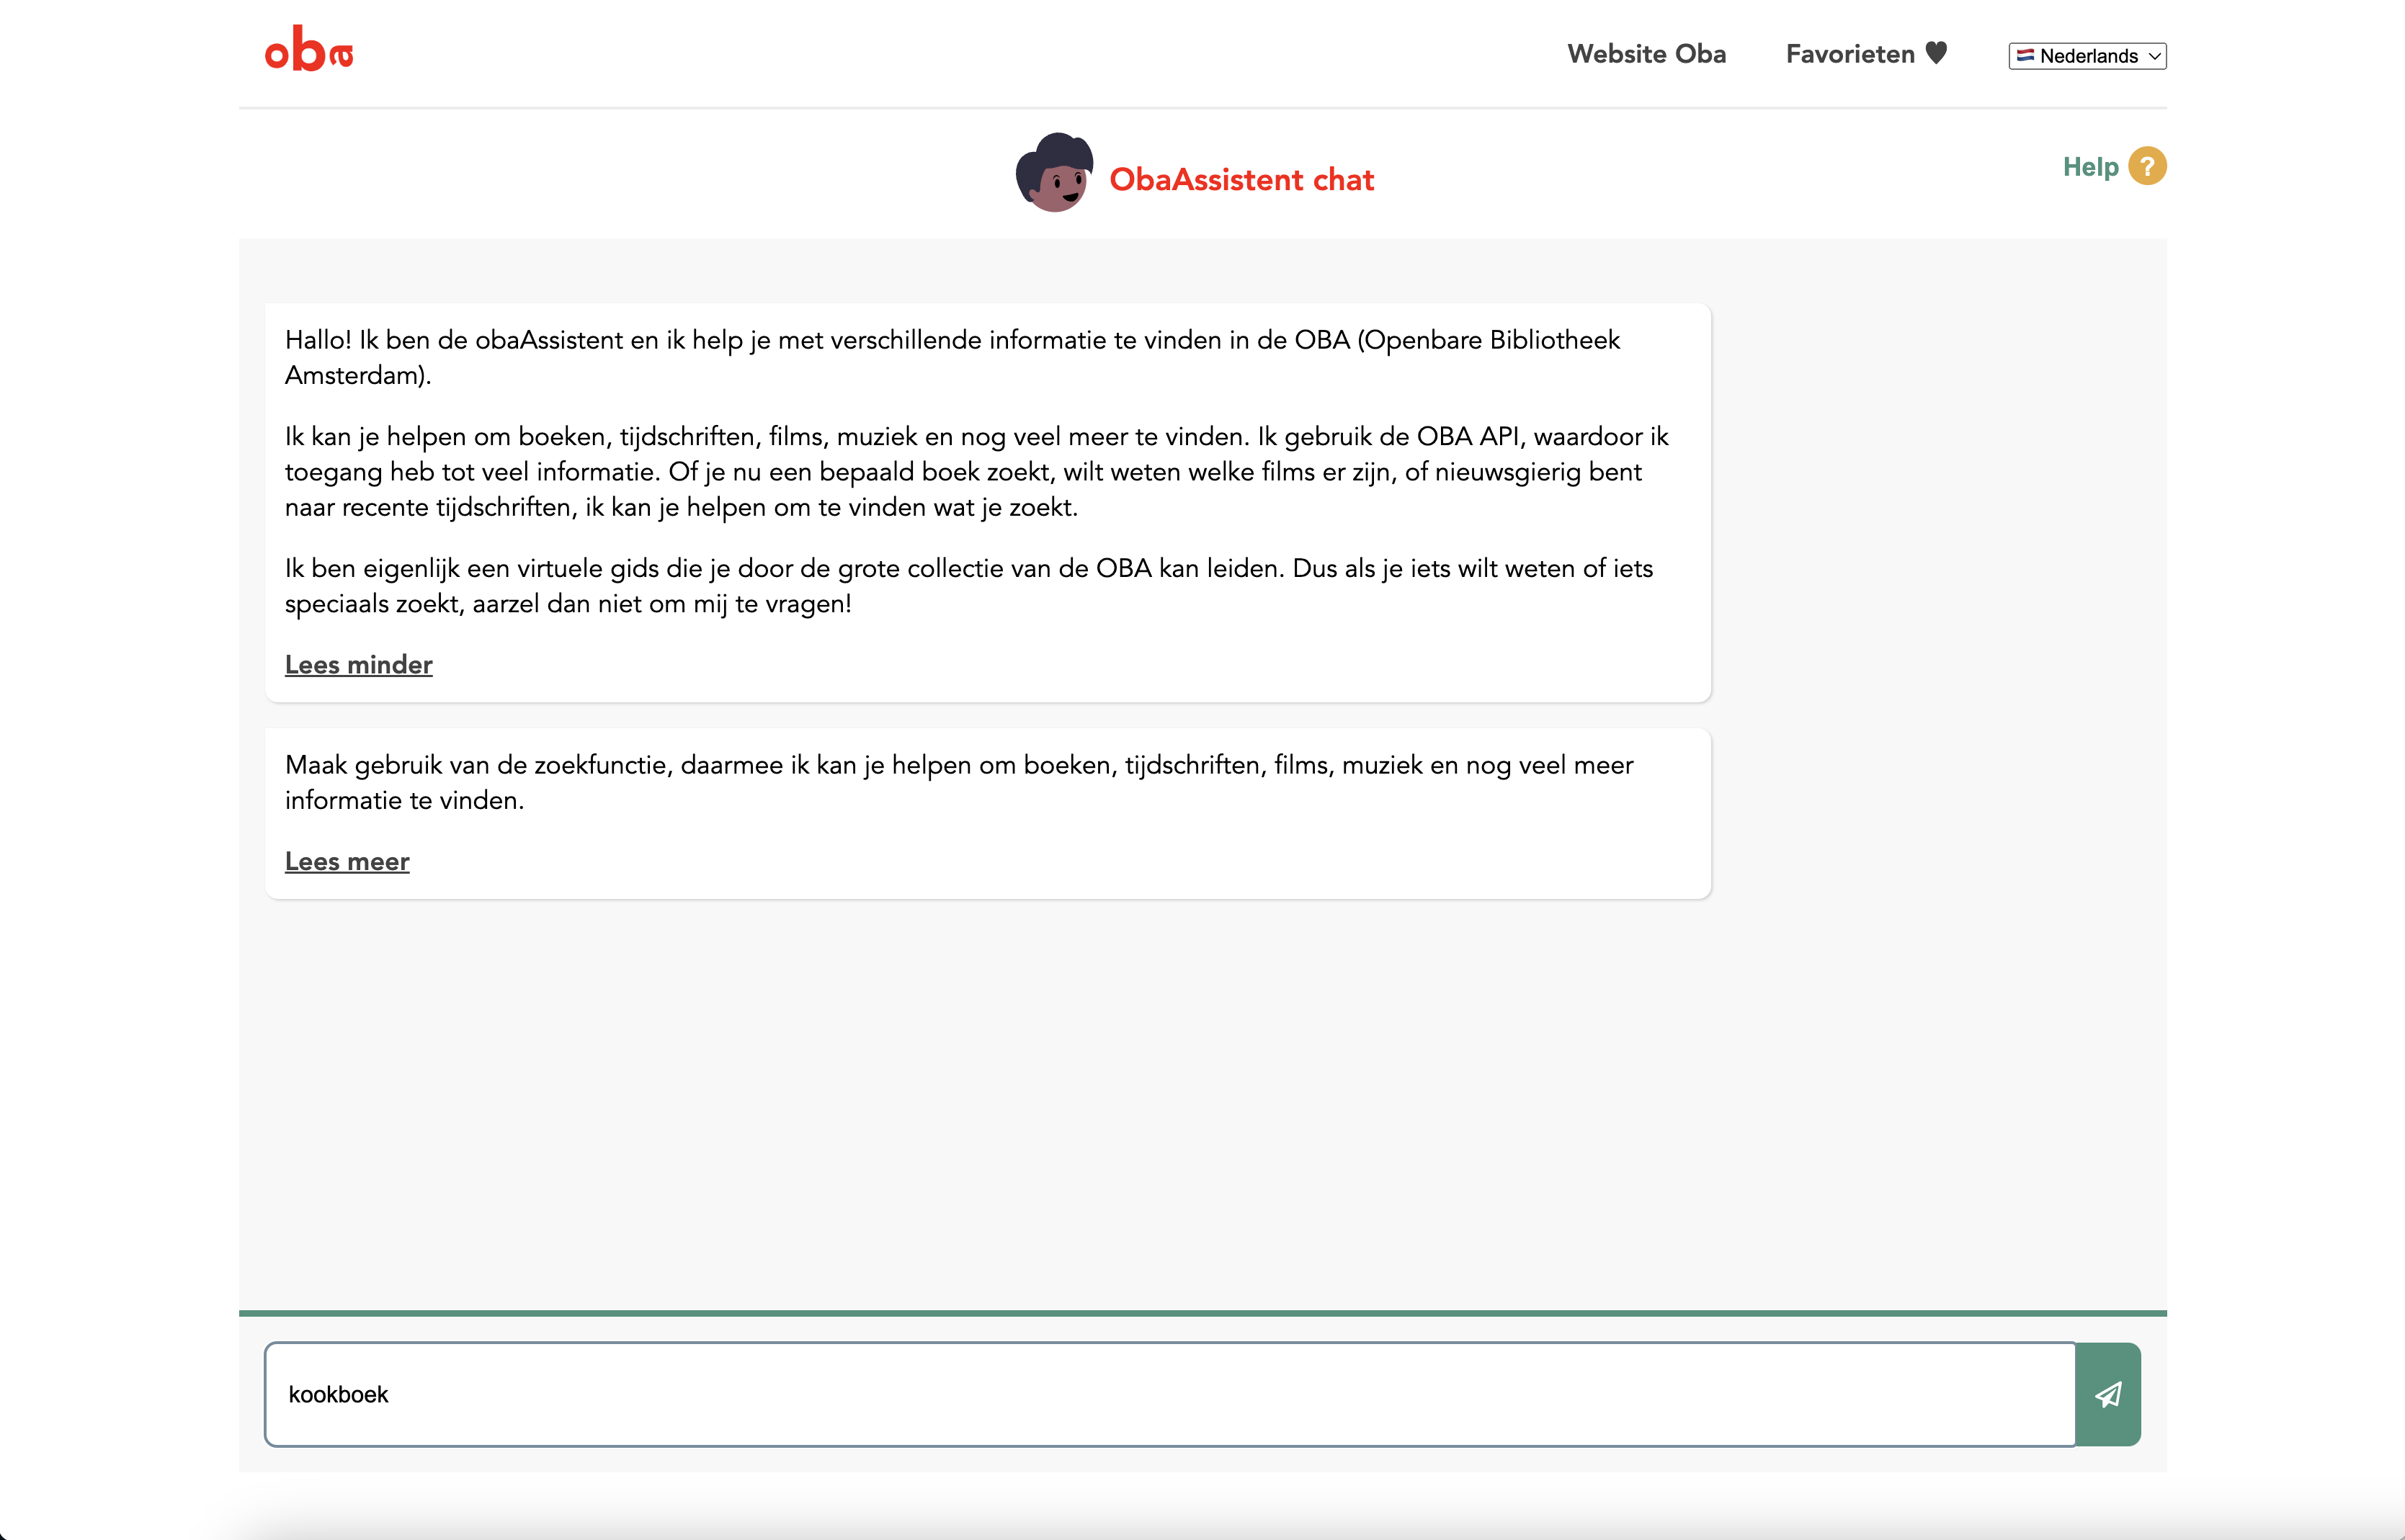 oba
Website Oba
Favorieten
Nederlands
ObaAssistent chat
Help ?
Hallo! Ik ben de obaAssistent en ik help je met verschillende informatie te vinden in de OBA (Openbare Bibliotheek
Amsterdam).
Ik kan je helpen om boeken, tijdschriften, films, muziek en nog veel meer te vinden. Ik gebruik de OBA API, waardoor ik
toegang heb tot veel informatie. Of je nu een bepaald boek zoekt, wilt weten welke films er zijn, of nieuwsgierig bent
naar recente tijdschriften, ik kan je helpen om te vinden wat je zoekt.
Ik ben eigenlijk een virtuele gids die je door de grote collectie van de OBA kan leiden. Dus als je iets wilt weten of iets
speciaals zoekt, aarzel dan niet om mij te vragen!
Lees minder
Maak gebruik van de zoekfunctie, daarmee ik kan je helpen om boeken, tijdschriften, films, muziek en nog veel meer
informatie te vinden.
Lees meer
kookboek